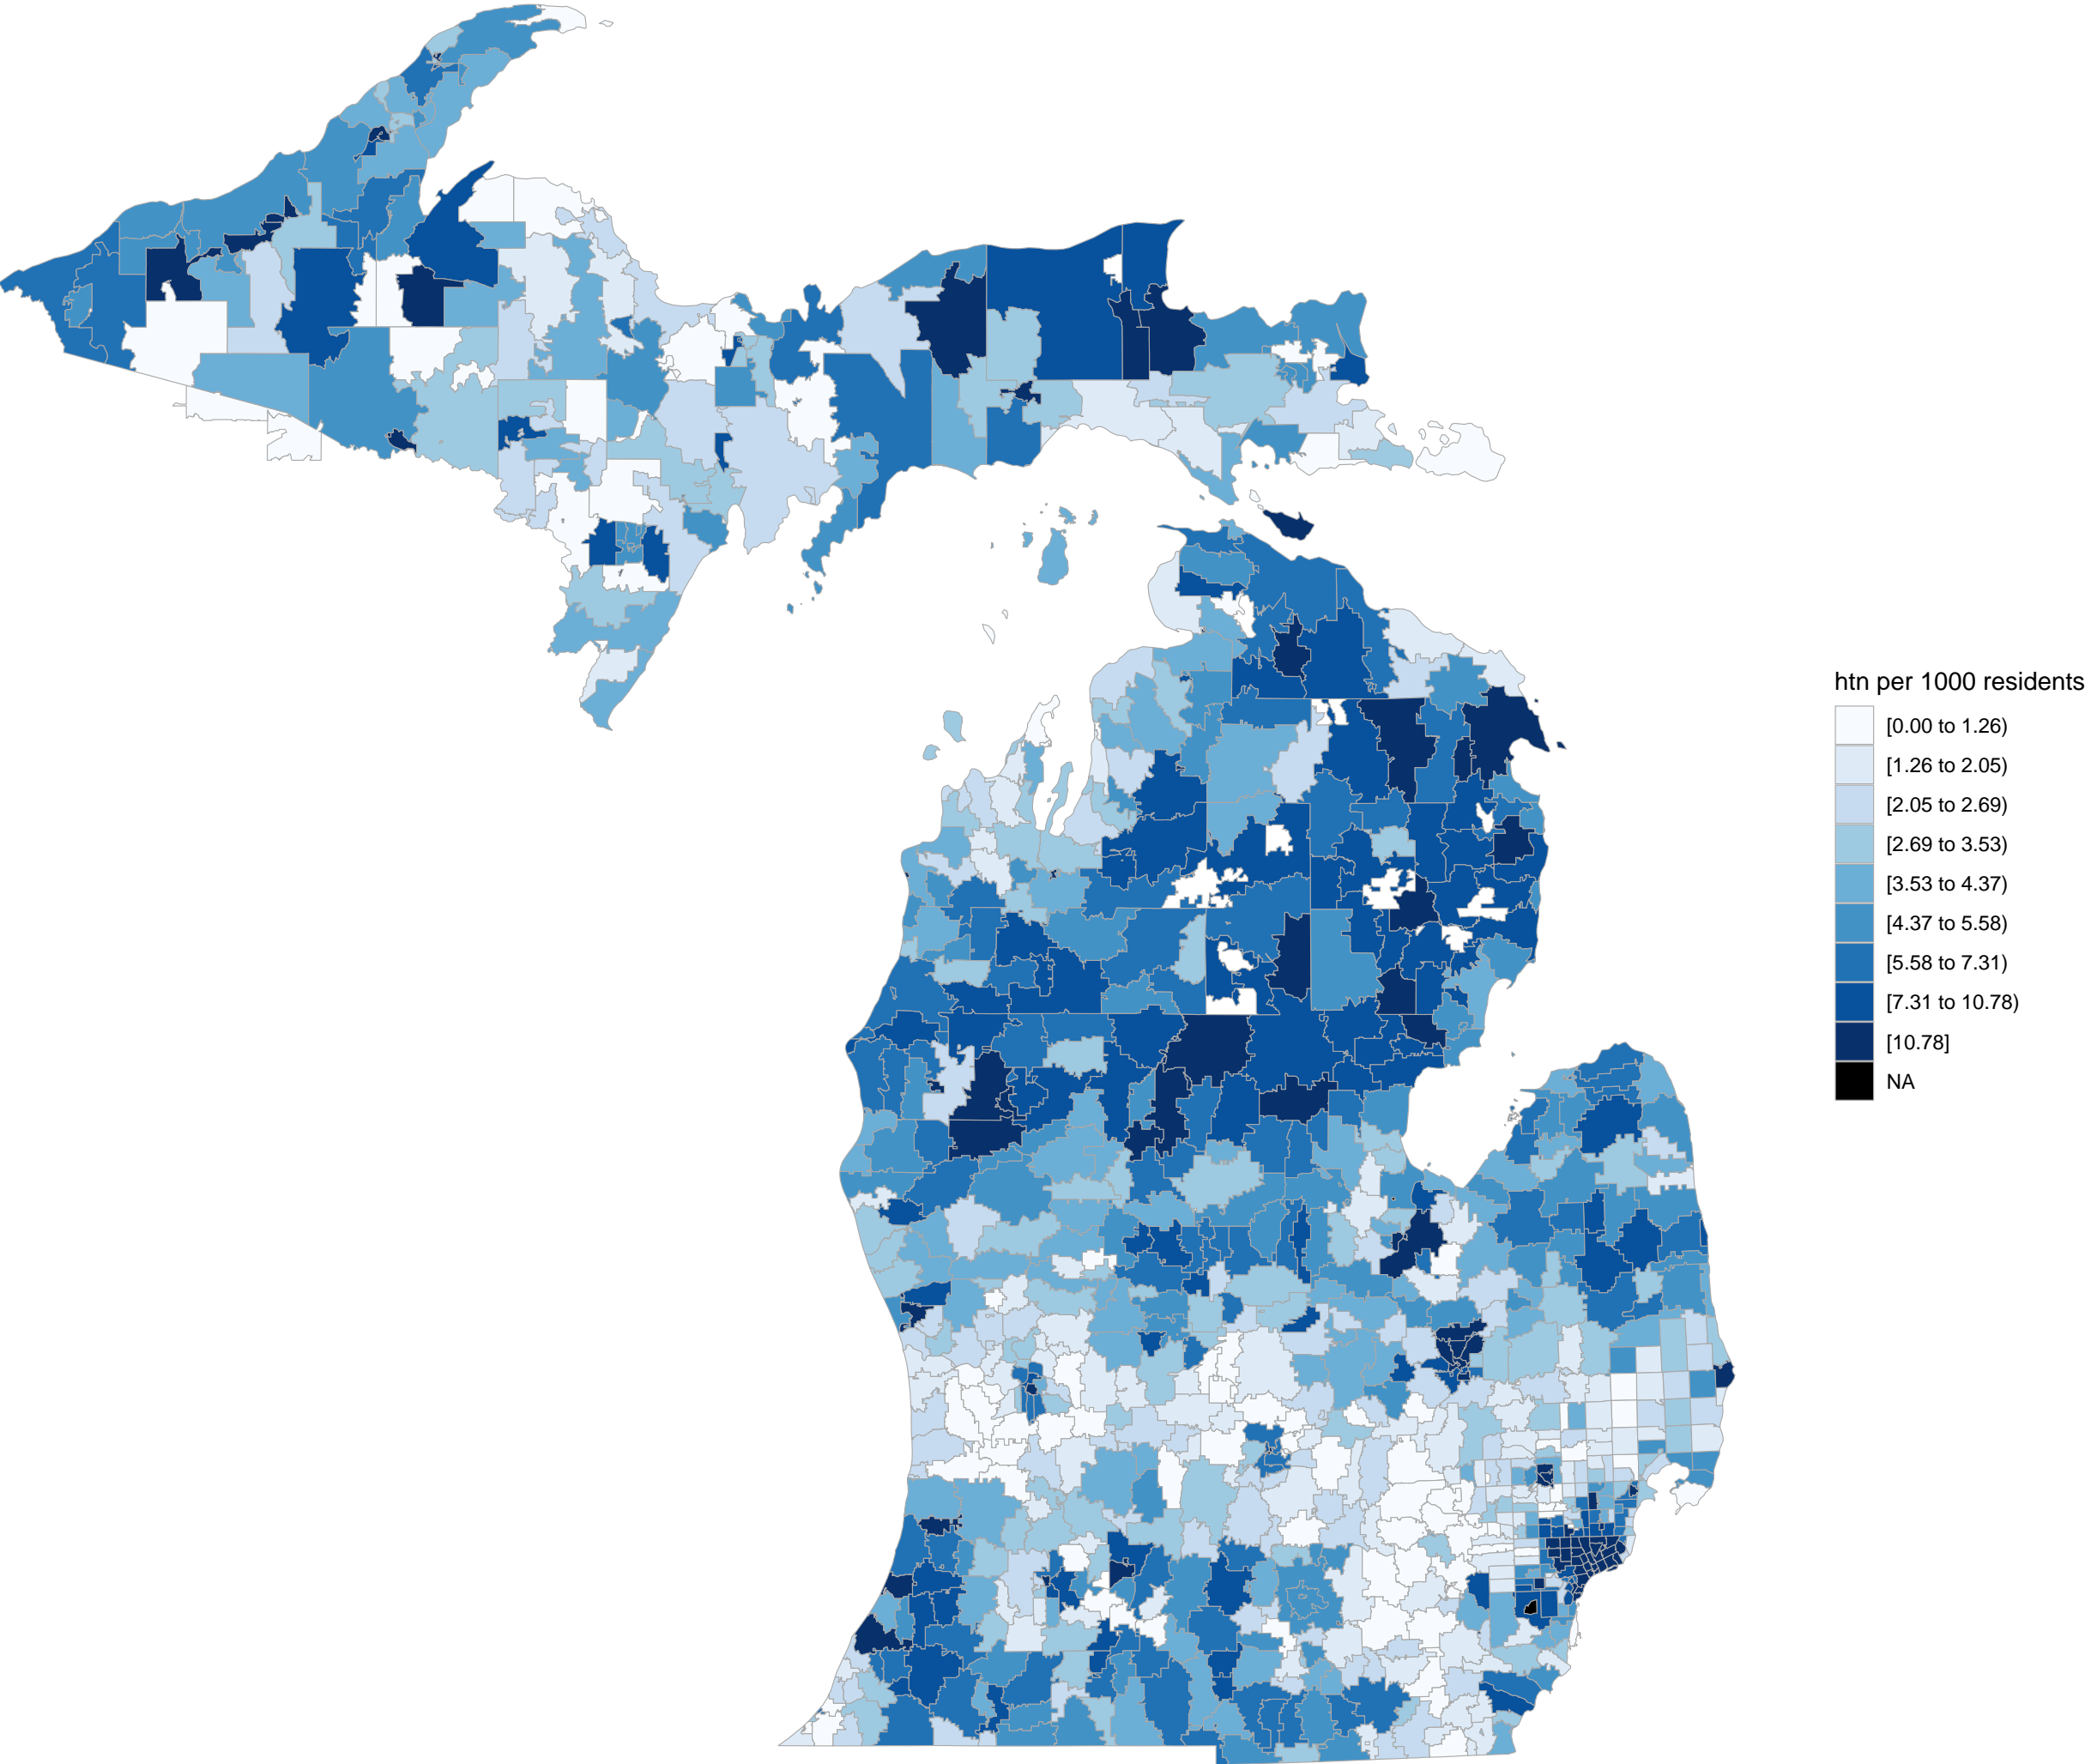 htn per 1000 residents
[0.00 to 1.26)
[1.26 to 2.05)
[2.05 to 2.69)
[2.69 to 3.53)
[3.53 to 4.37)
[4.37 to 5.58)
[5.58 to 7.31)
[7.31 to 10.78)
[10.78]
NA